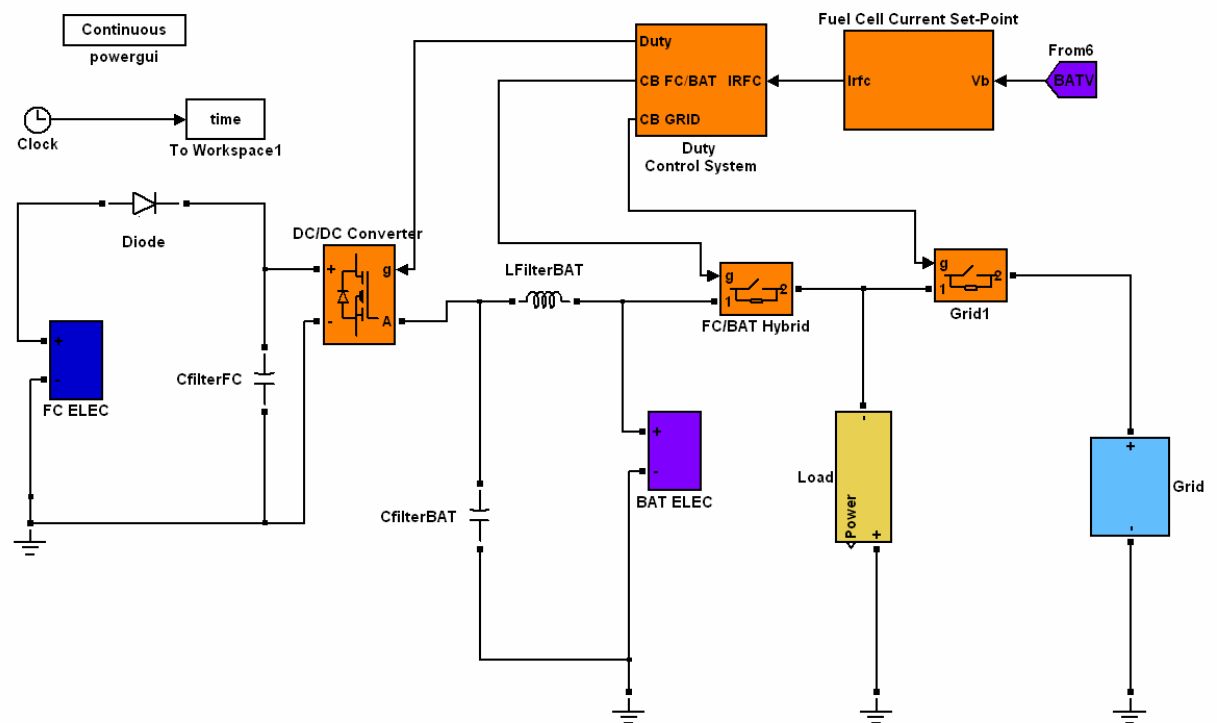 Continuous
powergui
Clock
time
To Workspace1
Duty
CB FC/BAT
IRFC
CB GRID
Duty
Control System
Fuel Cell Current Set-Point
Irfc
Vb
From6
BATV
Diode
DC/DC Converter
+
g
-
A
LFilterBAT
g
1
2
FC/BAT Hybrid
g
1
2
Grid1
+
-
FC ELEC
CfilterFC
CfilterBAT
+
-
BAT ELEC
-
Load
Power
+
+
-
Grid